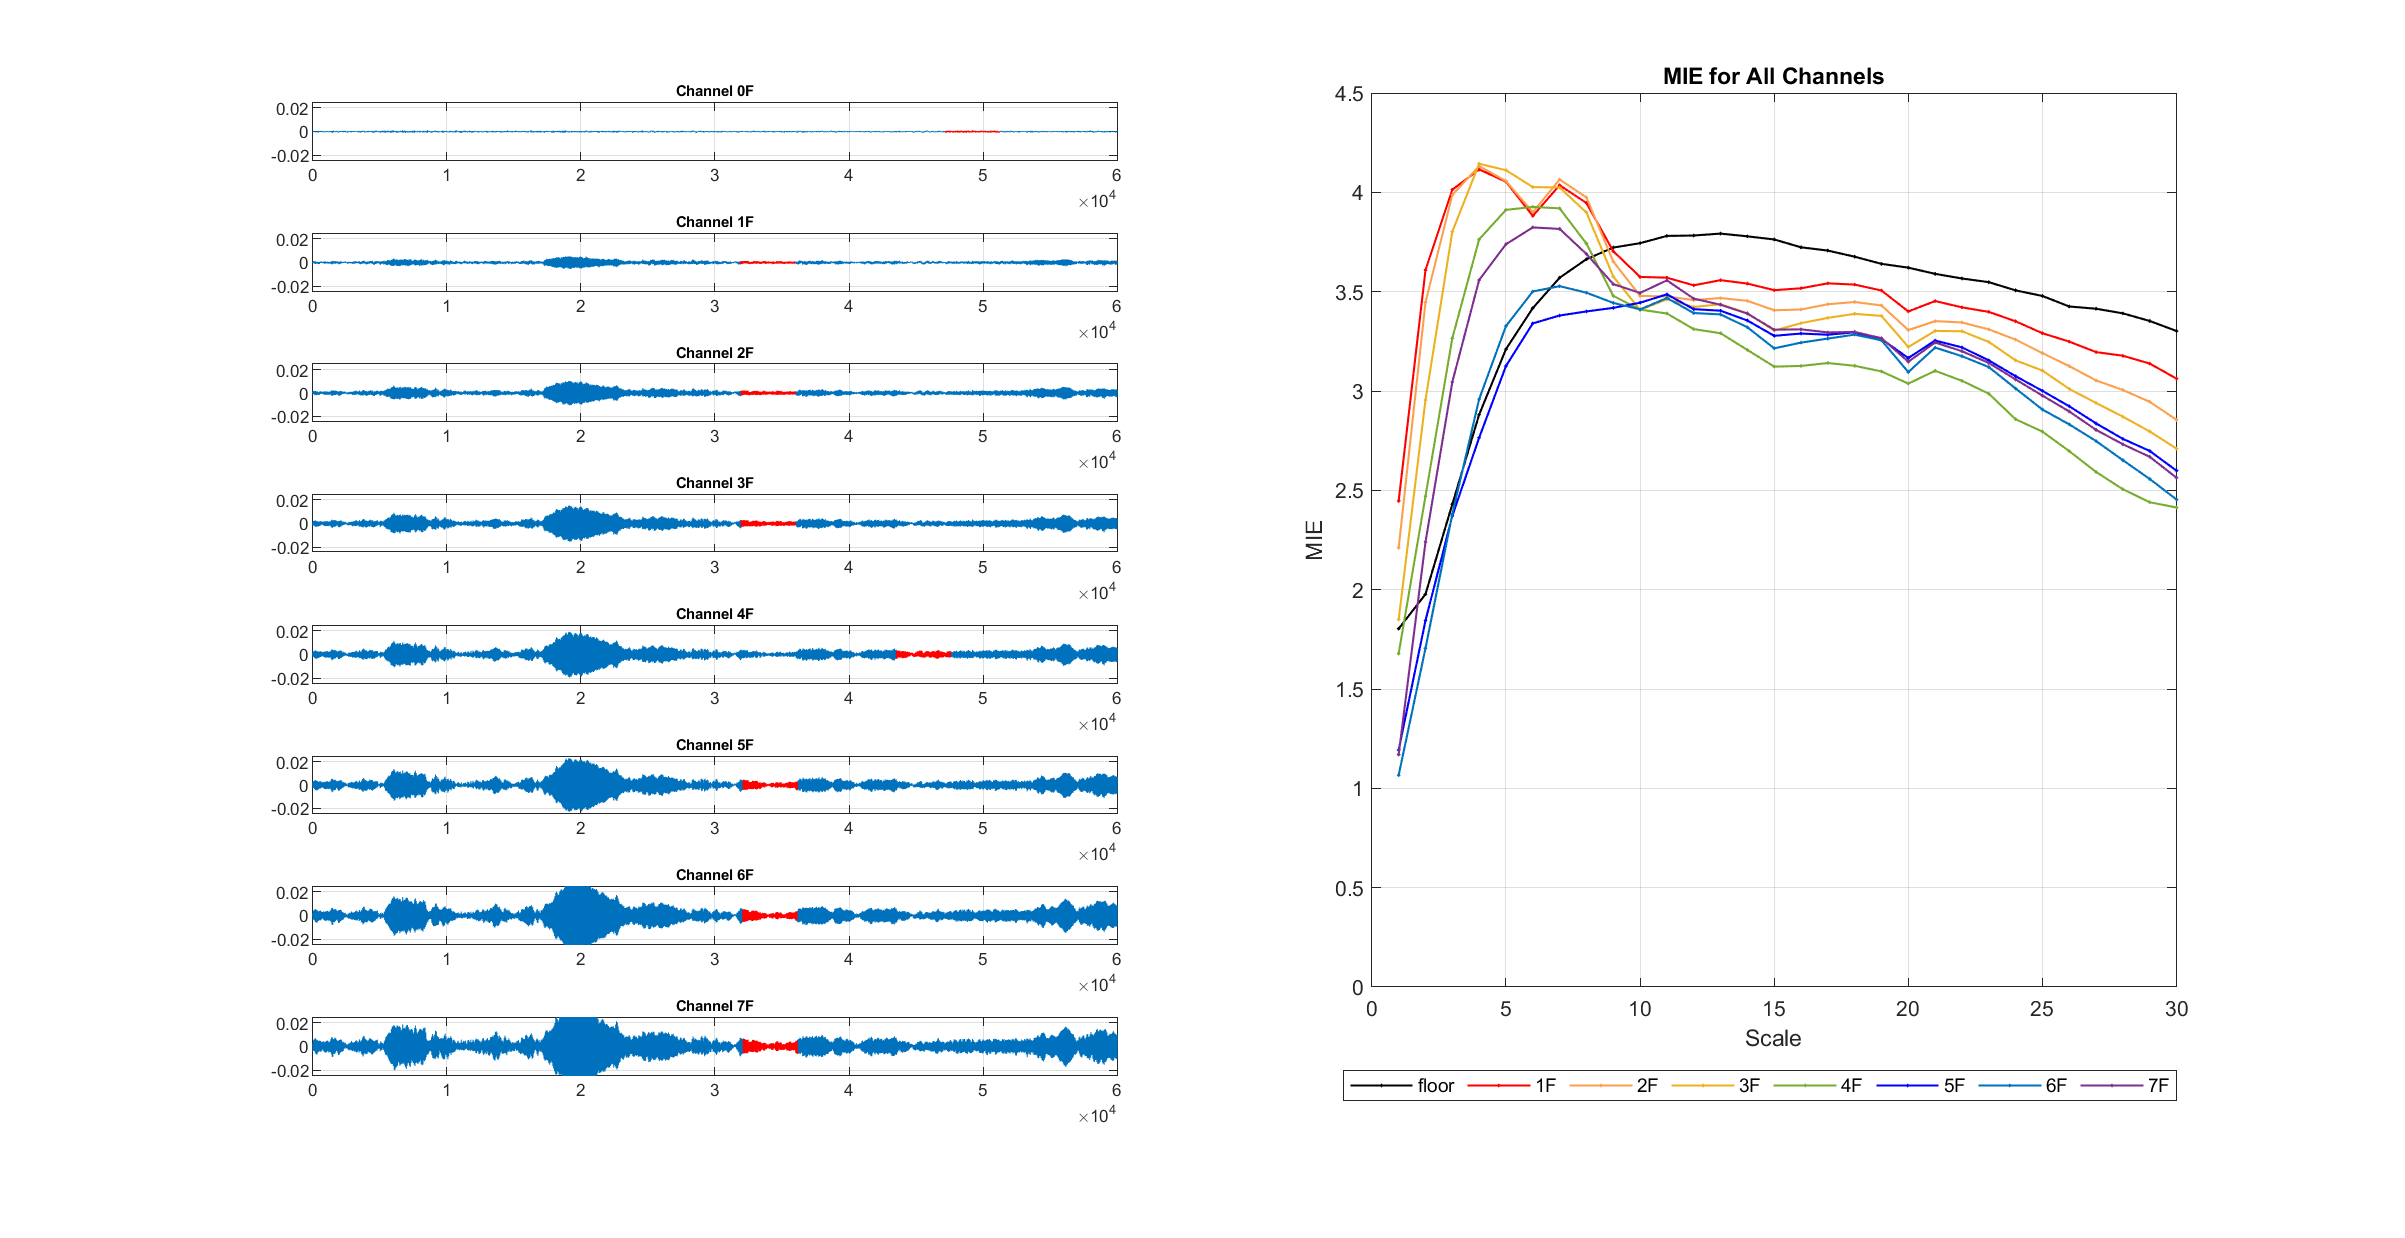 Channel 0F
0.02
0
-0.02
0 1 2 3 4 5 6
×10^4
Channel 1F
0.02
0
-0.02
0 1 2 3 4 5 6
×10^4
Channel 2F
0.02
0
-0.02
0 1 2 3 4 5 6
×10^4
Channel 3F
0.02
0
-0.02
0 1 2 3 4 5 6
×10^4
Channel 4F
0.02
0
-0.02
0 1 2 3 4 5 6
×10^4
Channel 5F
0.02
0
-0.02
0 1 2 3 4 5 6
×10^4
Channel 6F
0.02
0
-0.02
0 1 2 3 4 5 6
×10^4
Channel 7F
0.02
0
-0.02
0 1 2 3 4 5 6
×10^4
MIE for All Channels
4.5
4
3.5
3
2.5
2
1.5
1
0.5
0
MIE
0 5 10 15 20 25 30
Scale
floor 1F 2F 3F 4F 5F 6F 7F